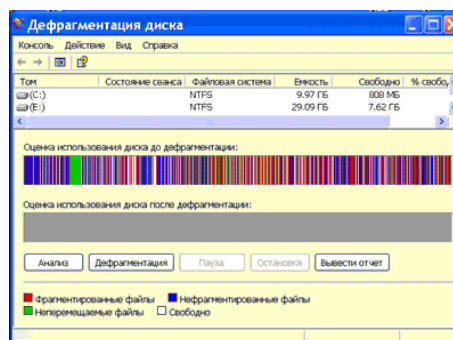 Дефрагментация диска
Консоль Действие Вид Справка
Том Состояние сеанса Файловая система Емкость Свободно % свобо,
(C:) NTFS 9.97 ГБ 808 МБ
(E:) NTFS 29.09 ГБ 7.62 ГБ
Оценка использования диска до дефрагментации:
Оценка использования диска после дефрагментации:
Анализ Дефрагментация Пауза Остановка Вывести отчет
Фрагментированные файлы Нефрагментированные файлы
Неперемещаемые файлы Свободно